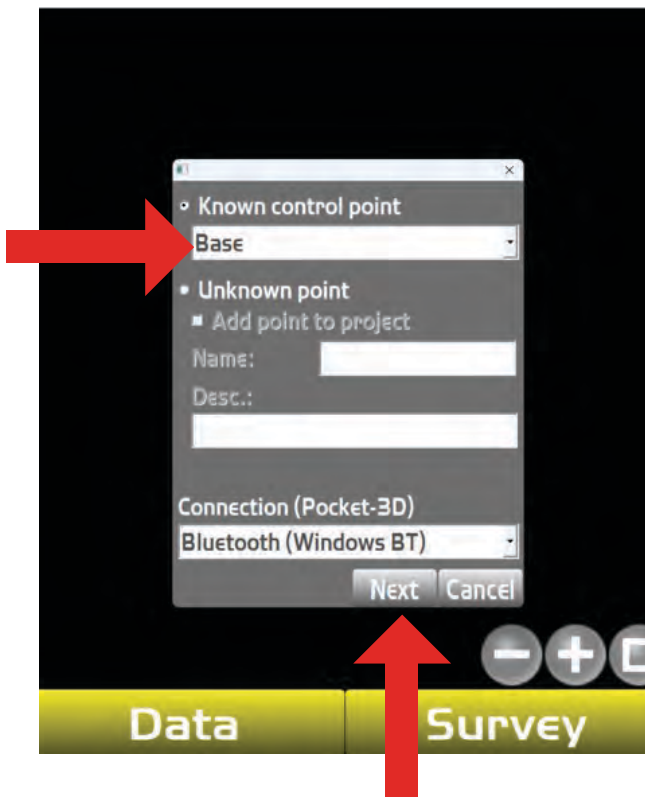 Known control point
Base
Unknown point
Add point to project
Name:
Desc.:
Connection (Pocket-3D)
Bluetooth (Windows BT)
Next Cancel
Data Survey